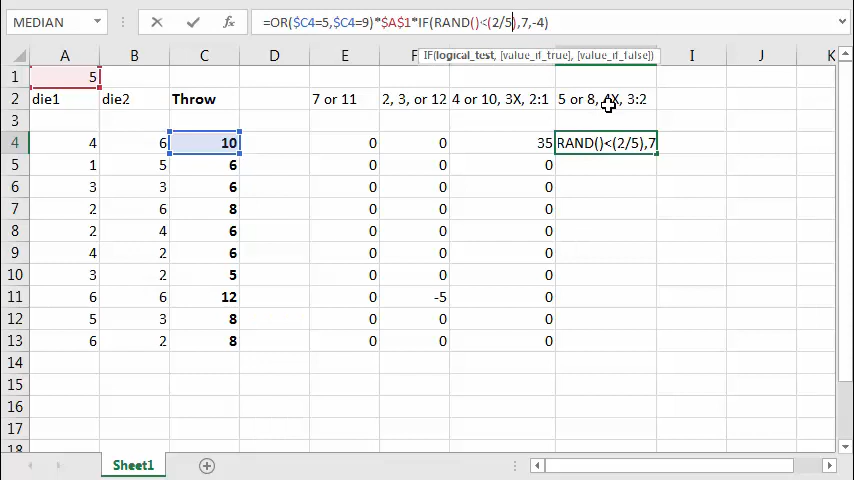 MEDIAN =OR($C4=5,$C4=9)*$A$1*IF(RAND()<(2/5),7,-4)
A B C D E F I J K
IF(logical_test, [value_if_true], [value_if_false])
1 5
2 die1 die2 Throw 7 or 11 2, 3, or 12 4 or 10, 3X, 2:1 5 or 8, 4X, 3:2
3
4 4 6 10 0 0 35 RAND()<(2/5),7
5 1 5 6 0 0 0
6 3 3 6 0 0 0
7 2 6 8 0 0 0
8 2 4 6 0 0 0
9 4 2 6 0 0 0
10 3 2 5 0 0 0
11 6 6 12 0 -5 0
12 5 3 8 0 0 0
13 6 2 8 0 0 0
14
15
16
17
18
Sheet1